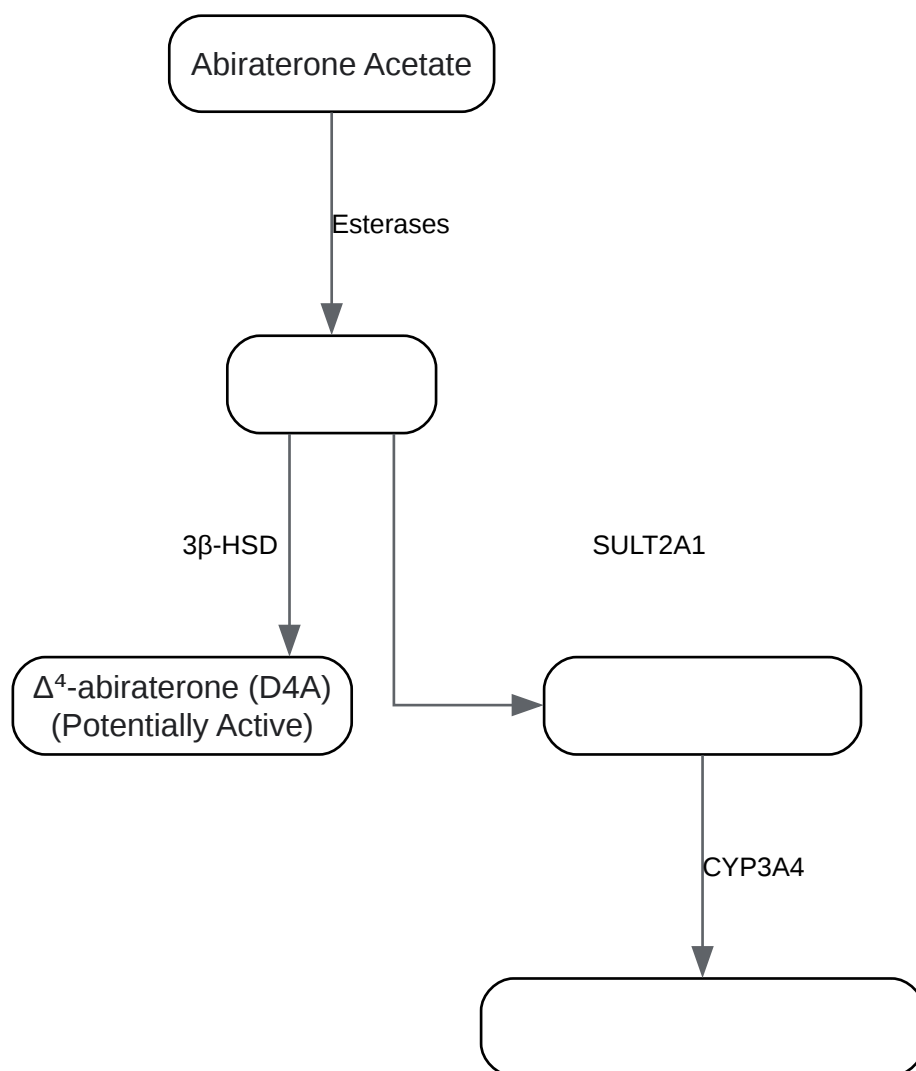 Abiraterone Acetate
Esterases
3β-HSD
SULT2A1
Δ⁴-abiraterone (D4A)
(Potentially Active)
CYP3A4